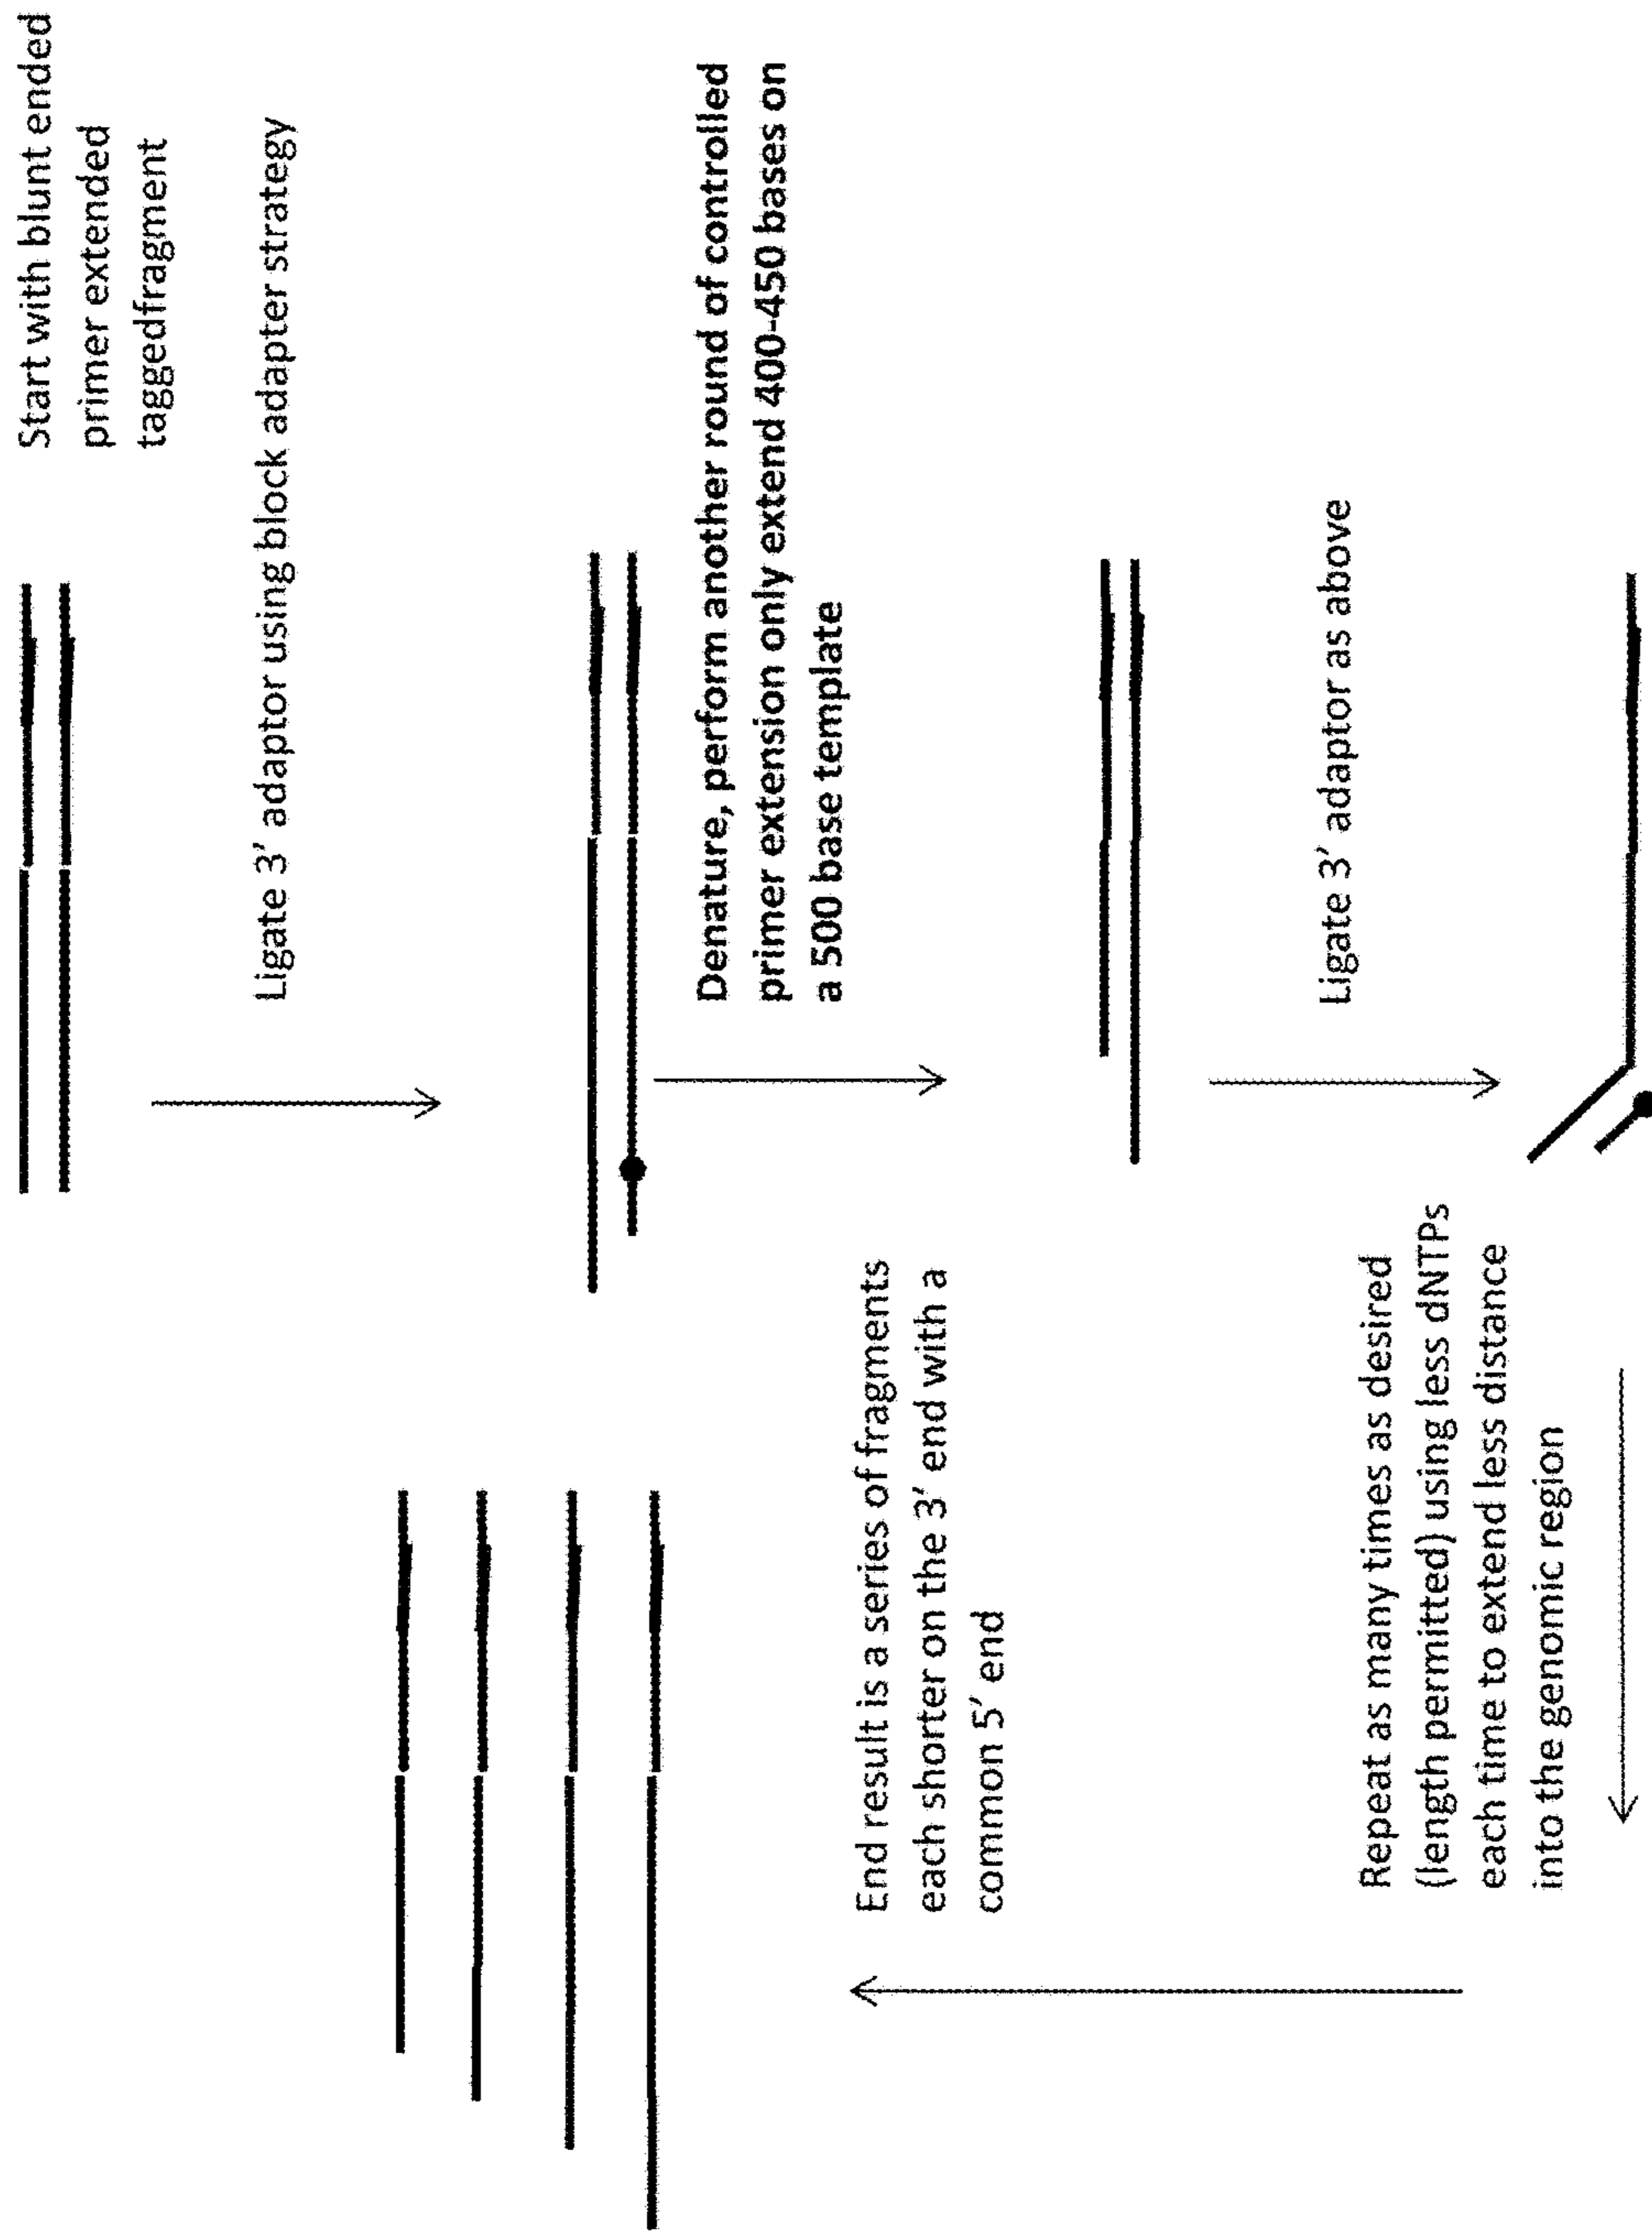 Start with blunt ended
primer extended
taggedfragment
Ligate 3′ adaptor using block adapter strategy
Denature, perform another round of controlled
primer extension only extend 400-450 bases on
a 500 base template
Ligate 3′ adaptor as above
Repeat as many times as desired
(length permitted) using less dNTPs
each time to extend less distance
into the genomic region
End result is a series of fragments
each shorter on the 3′ end with a
common 5′ end